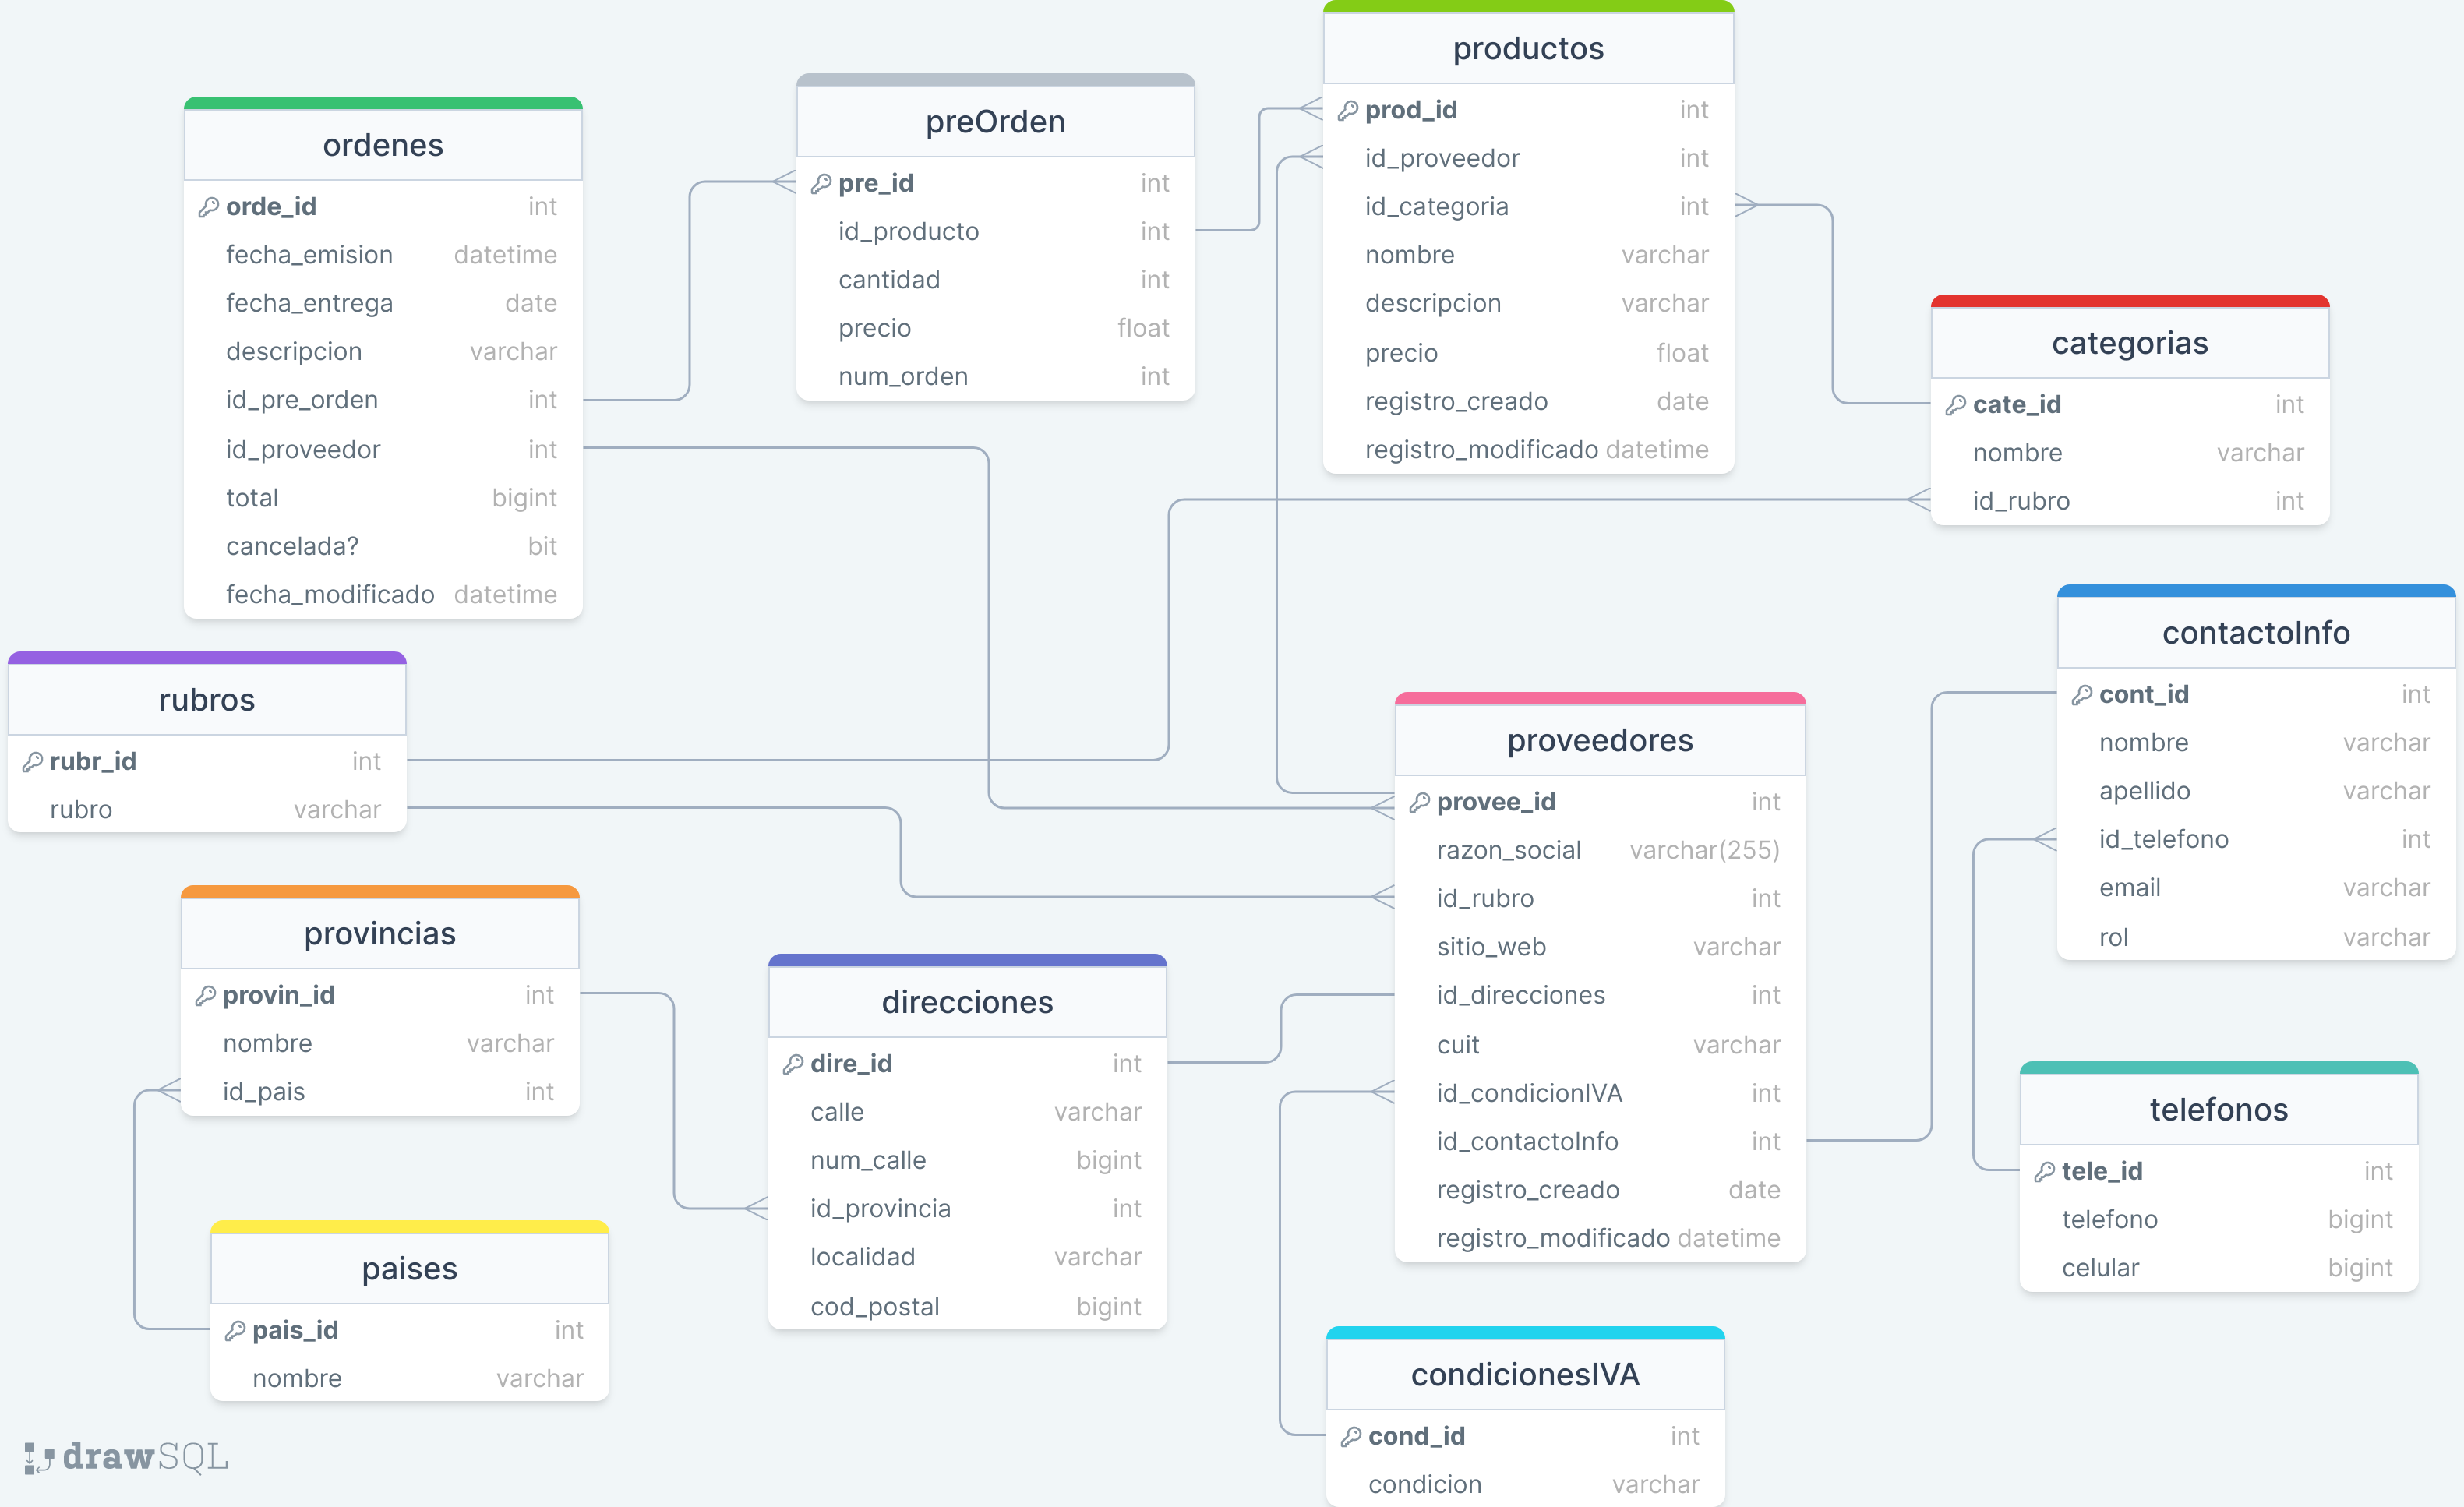 ordenes
orde_id int
fecha_emision datetime
fecha_entrega date
descripcion varchar
id_pre_orden int
id_proveedor int
total bigint
cancelada? bit
fecha_modificado datetime
preOrden
pre_id int
id_producto int
cantidad int
precio float
num_orden int
productos
prod_id int
id_proveedor int
id_categoria int
nombre varchar
descripcion varchar
precio float
registro_creado date
registro_modificado datetime
categorias
cate_id int
nombre varchar
id_rubro int
rubros
rubr_id int
rubro varchar
proveedores
provee_id int
razon_social varchar(255)
id_rubro int
sitio_web varchar
id_direcciones int
cuit varchar
id_condicionIVA int
id_contactoInfo int
registro_creado date
registro_modificado datetime
contactoInfo
cont_id int
nombre varchar
apellido varchar
id_telefono int
email varchar
rol varchar
provincias
provin_id int
nombre varchar
id_pais int
direcciones
dire_id int
calle varchar
num_calle bigint
id_provincia int
localidad varchar
cod_postal bigint
telefonos
tele_id int
telefono bigint
celular bigint
paises
pais_id int
nombre varchar
condicionesIVA
cond_id int
condicion varchar
drawSQL